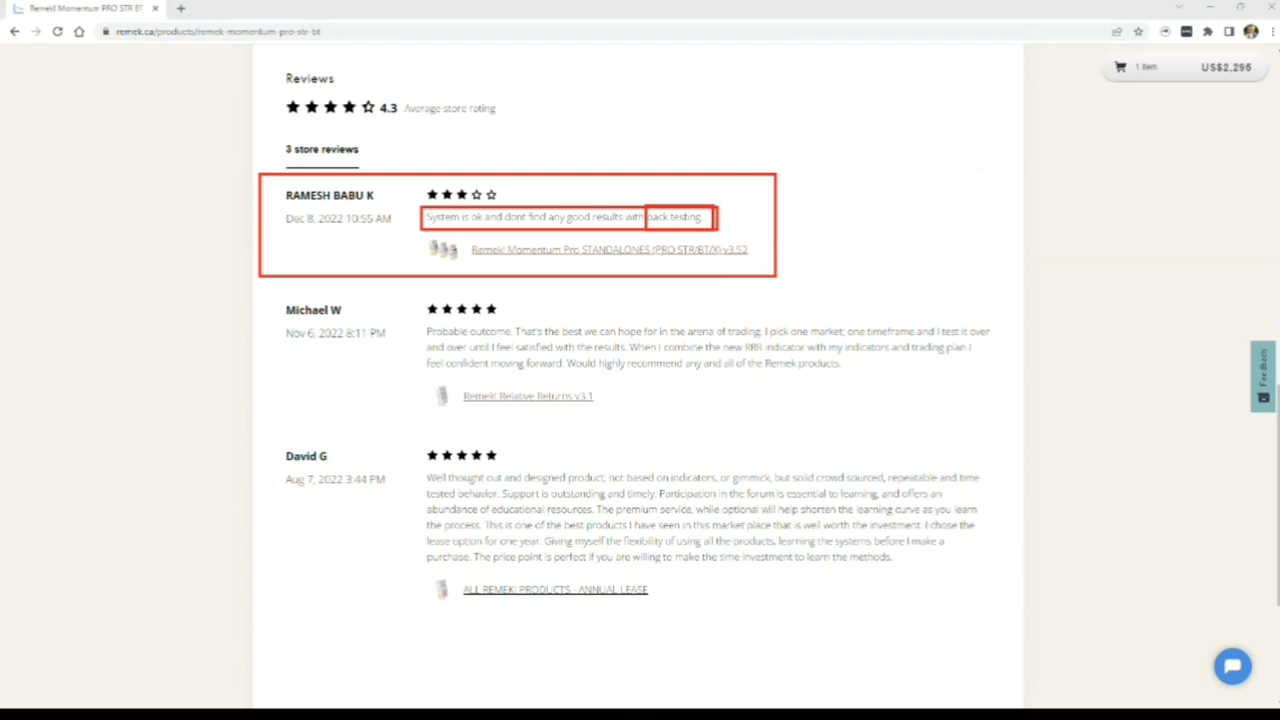 Remek! Momentum PRO STR BT
remek.ca/products/remek-momentum-pro-str-bt
1 item US$2,296
Reviews
4.3 Average store rating
3 store reviews
RAMESH BABU K
Dec 8, 2022 10:55 AM
System is ok and dont find any good results with back testing.
Remek! Momentum Pro STANDALONES (PRO STR/BT/X) v3.52
Michael W
Nov 6, 2022 8:11 PM
Probable outcome. That's the best we can hope for in the arena of trading. I pick one market; one timeframe and I test it over
and over until I feel satisfied with the results. When I combine the new RRR indicator with my indicators and trading plan I
feel confident moving forward. Would highly recommend any and all of the Remek products.
Remek! Relative Returns v3.1
David G
Aug 7, 2022 3:44 PM
Well thought out and designed product, not based on indicators, or gimmick, but solid crowd sourced, repeatable and time
tested behavior. Support is outstanding and timely. Participation in the forum is essential to learning, and offers an
abundance of educational resources. The premium service, while optional will help shorten the learning curve as you learn
the process. This is one of the best products I have seen in this market place that is well worth the investment. I chose the
lease option for one year. Giving myself the flexibility of using all the products, learning the systems before I make a
purchase. The price point is perfect if you are willing to make the time investment to learn the methods.
ALL REMEK! PRODUCTS - ANNUAL LEASE
Feedback